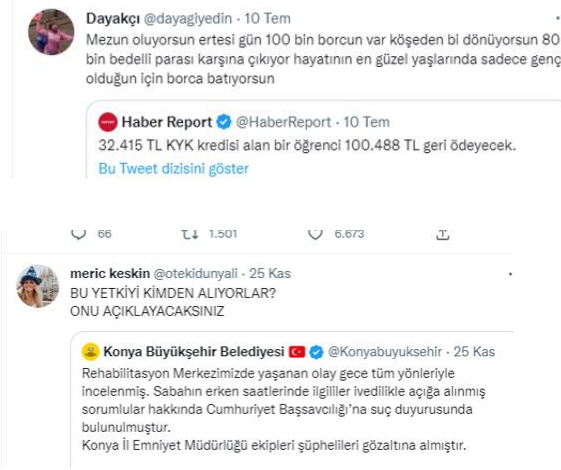 Dayakçı @dayagiyedin · 10 Tem
Mezun oluyorsun ertesi gün 100 bin borcun var köşeden bi dönüyorsun 80
bin bedelli parası karşına çıkıyor hayatının en güzel yaşlarında sadece genç
olduğun için borca batıyorsun
Haber Report @HaberReport · 10 Tem
32.415 TL KYK kredisi alan bir öğrenci 100.488 TL geri ödeyecek.
Bu Tweet dizisini göster
66 1.501 6.673
meric keskin @otekidunyali · 25 Kas
BU YETKİYİ KİMDEN ALIYORLAR?
ONU AÇIKLAYACAKSINIZ
Konya Büyükşehir Belediyesi @Konyabuyuksehir · 25 Kas
Rehabilitasyon Merkezimizde yaşanan olay gece tüm yönleriyle
incelenmiş. Sabahın erken saatlerinde ilgililer ivedilikle açığa alınmış
sorumlular hakkında Cumhuriyet Başsavcılığı'na suç duyurusunda
bulunulmuştur.
Konya İl Emniyet Müdürlüğü ekipleri şüphelileri gözaltına almıştır.